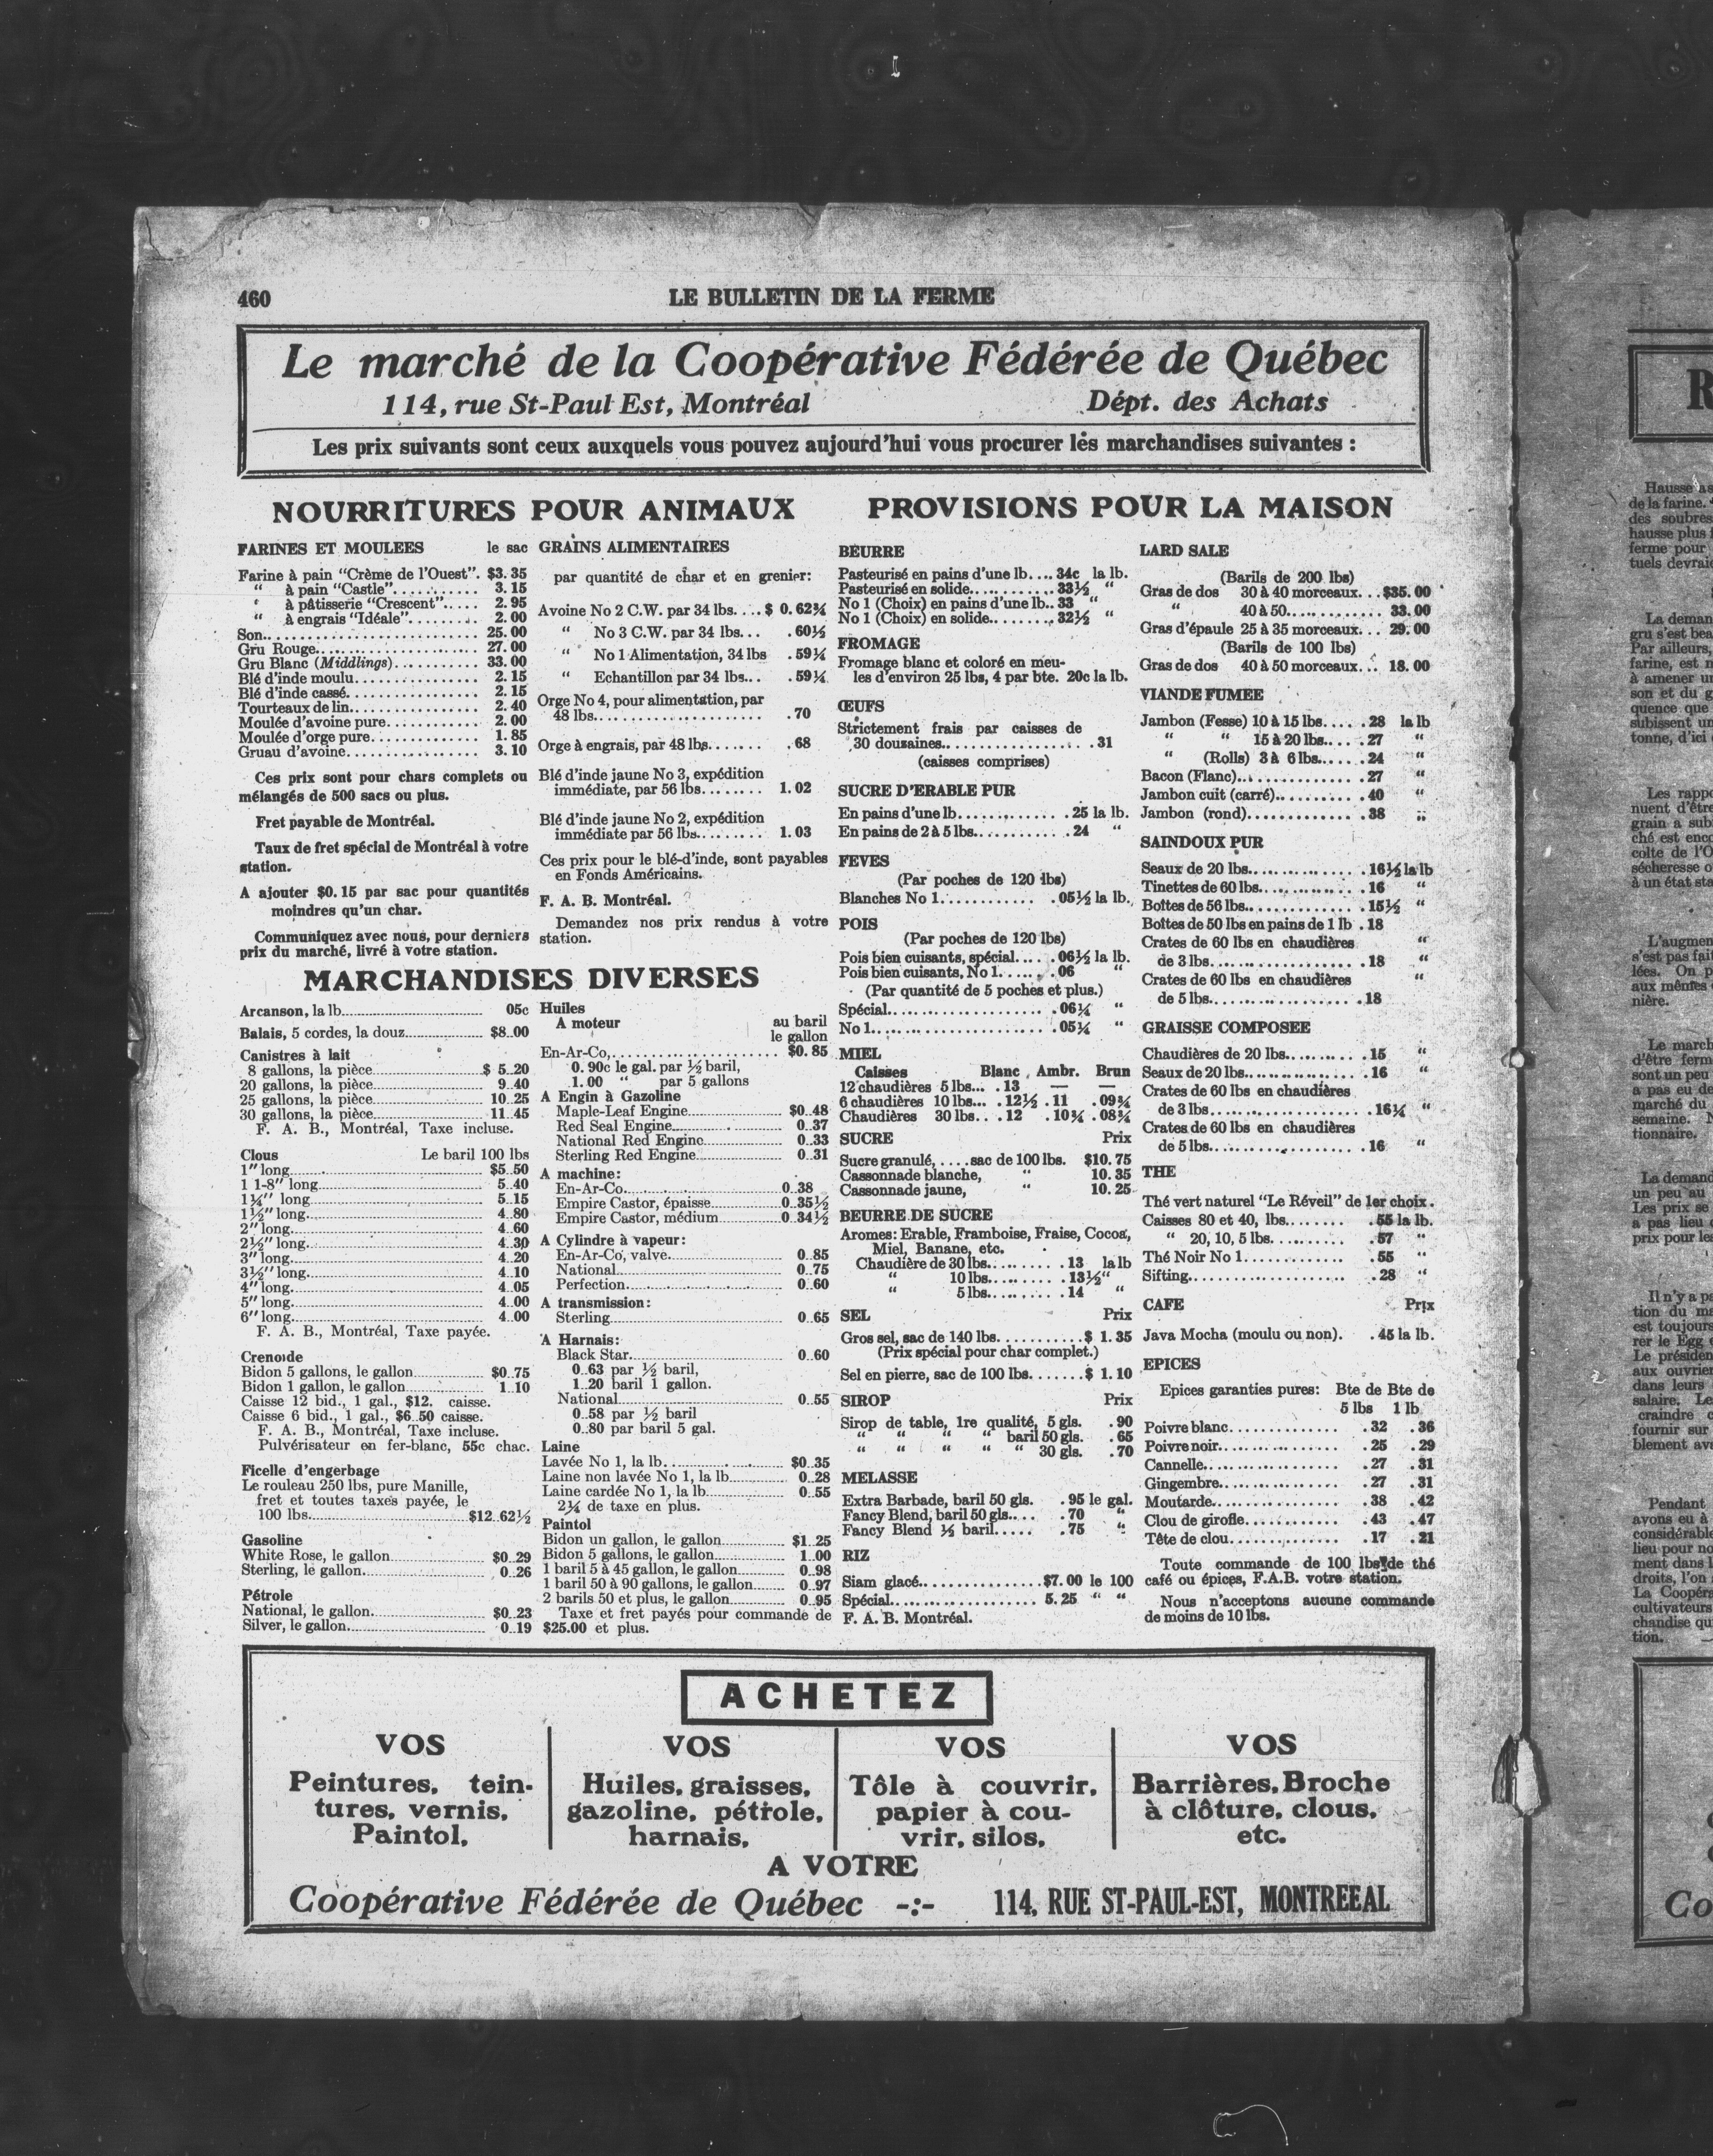 460
LE BULLETIN DE LA FERME
Le marché de la Coopérative Fédérée de Québec
114, rue St-Paul Est, Montréal Dépt. des Achats
Les prix suivants sont ceux auxquels vous pouvez aujourd'hui vous procurer lès marchandises suivantes :
NOURRITURES POUR ANIMAUX
FARINES ET MOULEES le sac
Farine à pain "Crème de l'Ouest". $3.35
" à pain "Castle".......... 3.15
" à pâtisserie "Crescent"..... 2.95
" à engrais "Idéale"........ 2.00
Son.......................... 25.00
Gru Rouge.................... 27.00
Gru Blanc (Middlings).......... 33.00
Blé d'inde moulu............... 2.15
Blé d'inde cassé............... 2.15
Tourteaux de lin............... 2.40
Moulée d'avoine pure........... 2.00
Moulée d'orge pure............. 1.85
Gruau d'avoine................ 3.10
Ces prix sont pour chars complets ou
mélangés de 500 sacs ou plus.
Fret payable de Montréal.
Taux de fret spécial de Montréal à votre
station.
A ajouter $0.15 par sac pour quantités
moindres qu'un char.
Communiquez avec nous, pour derniers
prix du marché, livré à votre station.
GRAINS ALIMENTAIRES
par quantité de char et en grenier:
Avoine No 2 C.W. par 34 lbs....$ 0.62¾
" No 3 C.W. par 34 lbs... .60½
" No 1 Alimentation, 34 lbs .59¼
" Echantillon par 34 lbs... .59¼
Orge No 4, pour alimentation, par
48 lbs..................... .70
Orge à engrais, par 48 lbs....... .68
Blé d'inde jaune No 3, expédition
immédiate, par 56 lbs........ 1.02
Blé d'inde jaune No 2, expédition
immédiate par 56 lbs......... 1.03
Ces prix pour le blé-d'inde, sont payables
en Fonds Américains.
F. A. B. Montréal.
Demandez nos prix rendus à votre
station.
MARCHANDISES DIVERSES
Arcanson, la lb.................. 05c
Balais, 5 cordes, la douz.......... $8..00
Canistres à lait
8 gallons, la pièce................$ 5..20
20 gallons, la pièce................ 9..40
25 gallons, la pièce................ 10..25
30 gallons, la pièce................ 11..45
F. A. B., Montréal, Taxe incluse.
Clous Le baril 100 lbs
1" long................ $5..50
1 1-8" long................ 5..40
1¼" long................ 5..15
1½" long................ 4..80
2" long................ 4..60
2½" long................ 4..30
3" long................ 4..20
3½" long................ 4..10
4" long................ 4..05
5" long................ 4..00
6" long................ 4..00
F. A. B., Montréal, Taxe payée.
Crenoide
Bidon 5 gallons, le gallon.......... $0..75
Bidon 1 gallon, le gallon.......... 1..10
Caisse 12 bid., 1 gal., $12. caisse.
Caisse 6 bid., 1 gal., $6..50 caisse.
F. A. B., Montréal, Taxe incluse.
Pulvérisateur en fer-blanc, 55c chac.
Ficelle d'engerbage
Le rouleau 250 lbs, pure Manille,
fret et toutes taxes payée, le
100 lbs................$12..62½
Gasoline
White Rose, le gallon............ $0..29
Sterling, le gallon............ 0..26
Pétrole
National, le gallon............ $0..23
Silver, le gallon............ 0..19
Huiles
A moteur au baril
le gallon
En-Ar-Co,...................... $0.85
0.90c le gal. par ½ baril,
1.00 " par 5 gallons
A Engin à Gazoline
Maple-Leaf Engine............ $0..48
Red Seal Engine............ 0..37
National Red Engine............ 0..33
Sterling Red Engine............ 0..31
A machine:
En-Ar-Co............0..38
Empire Castor, épaisse............0..35½
Empire Castor, médium............0..34½
A Cylindre à vapeur:
En-Ar-Co, valve............ 0..85
National............ 0..75
Perfection............ 0..60
A transmission:
Sterling............ 0..65
A Harnais:
Black Star............ 0..60
0..63 par ½ baril,
1..20 baril 1 gallon.
National............ 0..55
0..58 par ½ baril
0..80 par baril 5 gal.
Laine
Lavée No 1, la lb............ $0..35
Laine non lavée No 1, la lb............ 0..28
Laine cardée No 1, la lb............ 0..55
2¼ de taxe en plus.
Paintol
Bidon un gallon, le gallon............ $1..25
Bidon 5 gallons, le gallon............ 1..00
1 baril 5 à 45 gallon, le gallon............ 0..98
1 baril 50 à 90 gallons, le gallon............ 0..97
2 barils 50 et plus, le gallon............ 0..95
Taxe et fret payés pour commande de
$25.00 et plus.
PROVISIONS POUR LA MAISON
BEURRE
Pasteurisé en pains d'une lb.... 34c la lb.
Pasteurisé en solide............ 33½ "
No 1 (Choix) en pains d'une lb.. 33 "
No 1 (Choix) en solide......... 32½ "
FROMAGE
Fromage blanc et coloré en meu-
les d'environ 25 lbs, 4 par bte. 20c la lb.
ŒUFS
Strictement frais par caisses de
30 douzaines................. .31
(caisses comprises)
SUCRE D'ERABLE PUR
En pains d'une lb............. .25 la lb.
En pains de 2 à 5 lbs........... .24 "
FEVES
(Par poches de 120 lbs)
Blanches No 1............ .05½ la lb.
POIS
(Par poches de 120 lbs)
Pois bien cuisants, spécial.... .06½ la lb.
Pois bien cuisants, No 1...... .06 "
(Par quantité de 5 poches et plus.)
Spécial..................... .06¼ "
No 1....................... .05¼ "
MIEL
Caisses Blanc Ambr. Brun
12 chaudières 5 lbs... .13 — —
6 chaudières 10 lbs... .12½ .11 .09¾
Chaudières 30 lbs.. .12 .10¾ .08¾
SUCRE Prix
Sucre granulé, ....sac de 100 lbs. $10.75
Cassonnade blanche, " 10.35
Cassonnade jaune, " 10.25
BEURRE DE SUCRE
Aromes: Erable, Framboise, Fraise, Cocoa,
Miel, Banane, etc.
Chaudière de 30 lbs.......... .13 la lb
" 10 lbs.......... .13½ "
" 5 lbs.......... .14 "
SEL Prix
Gros sel, sac de 140 lbs...........$ 1.35
(Prix spécial pour char complet.)
Sel en pierre, sac de 100 lbs.......$ 1.10
SIROP Prix
Sirop de table, 1re qualité, 5 gls. .90
" " " " baril 50 gls. .65
" " " " " 30 gls. .70
MELASSE
Extra Barbade, baril 50 gls. .95 le gal.
Fancy Blend, baril 50 gls.... .70 "
Fancy Blend ½ baril..... .75 "
RIZ
Siam glacé................$7.00 le 100
Spécial.................... 5.25 " "
F. A. B. Montréal.
LARD SALE
(Barils de 200 lbs)
Gras de dos 30 à 40 morceaux...$35.00
" 40 à 50............. 33.00
Gras d'épaule 25 à 35 morceaux... 29.00
(Barils de 100 lbs)
Gras de dos 40 à 50 morceaux... 18.00
VIANDE FUMEE
Jambon (Fesse) 10 à 15 lbs..... .28 la lb
" " 15 à 20 lbs..... .27 "
" (Rolls) 3 à 6 lbs...... .24 "
Bacon (Flanc)............... .27 "
Jambon cuit (carré)........... .40 "
Jambon (rond)............. .38 "
SAINDOUX PUR
Seaux de 20 lbs.............. .16½ la lb
Tinettes de 60 lbs............. .16 "
Boîtes de 56 lbs.............. .15½ "
Boîtes de 50 lbs en pains de 1 lb .18
Crates de 60 lbs en chaudières "
de 3 lbs.................. .18 "
Crates de 60 lbs en chaudières "
de 5 lbs.................. .18
GRAISSE COMPOSEE
Chaudières de 20 lbs.......... .15 "
Seaux de 20 lbs............... .16 "
Crates de 60 lbs en chaudières
de 3 lbs.................. .16¼ "
Crates de 60 lbs en chaudières
de 5 lbs.................. .16 "
THE
Thé vert naturel "Le Réveil" de 1er choix.
Caisses 80 et 40, lbs........ .55 la lb.
" 20, 10, 5 lbs.......... .57 "
Thé Noir No 1............. .55 "
Sifting..................... .28 "
CAFE Prix
Java Mocha (moulu ou non). .45 la lb.
EPICES
Epices garanties pures: Bte de Bte de
5 lbs 1 lb
Poivre blanc............... .32 .36
Poivre noir................ .25 .29
Cannelle................... .27 .31
Gingembre................. .27 .31
Moutarde.................. .38 .42
Clou de girofle............. .43 .47
Tête de clou............... .17 .21
Toute commande de 100 lbs de thé
café ou épices, F.A.B. votre station.
Nous n'acceptons aucune commande
de moins de 10 lbs.
ACHETEZ
VOS
Peintures, tein-
tures, vernis,
Paintol,
VOS
Huiles, graisses,
gazoline, pétrole,
harnais,
VOS
Tôle à couvrir,
papier à cou-
vrir, silos,
VOS
Barrières, Broche
à clôture, clous,
etc.
A VOTRE
Coopérative Fédérée de Québec -:- 114, RUE ST-PAUL-EST, MONTREEAL